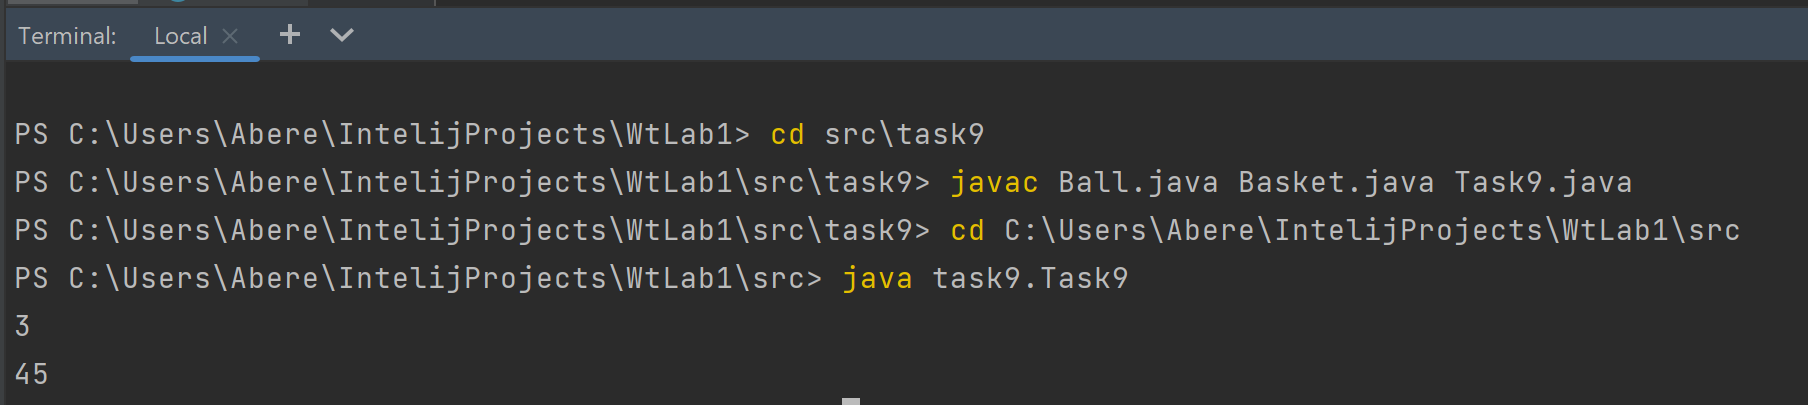 Terminal: Local
PS C:\Users\Abere\IntelijProjects\WtLab1> cd src\task9
PS C:\Users\Abere\IntelijProjects\WtLab1\src\task9> javac Ball.java Basket.java Task9.java
PS C:\Users\Abere\IntelijProjects\WtLab1\src\task9> cd C:\Users\Abere\IntelijProjects\WtLab1\src
PS C:\Users\Abere\IntelijProjects\WtLab1\src> java task9.Task9
3
45